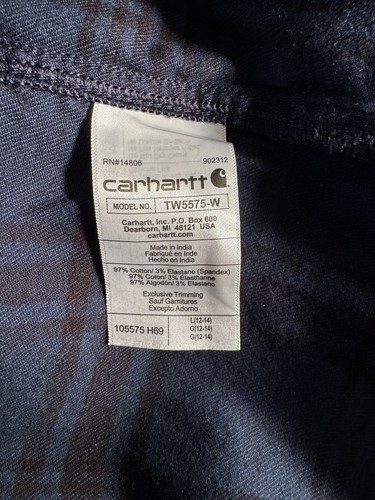 RN#14806 902312
carhartt
MODEL NO. TW5575-W
Carhartt, Inc. P.O. Box 600
Dearborn, MI 48121 USA
carhartt.com
Made in India
Fabriqué en Inde
Hecho en India
97% Cotton/ 3% Elastane (Spandex)
97% Coton/ 3% Élasthanne
97% Algodón/ 3% Elastano
Exclusive Trimming
Sauf Garnitures
Excepto Adorno
105575 H69
L(12-14)
G(12-14)
G(12-14)